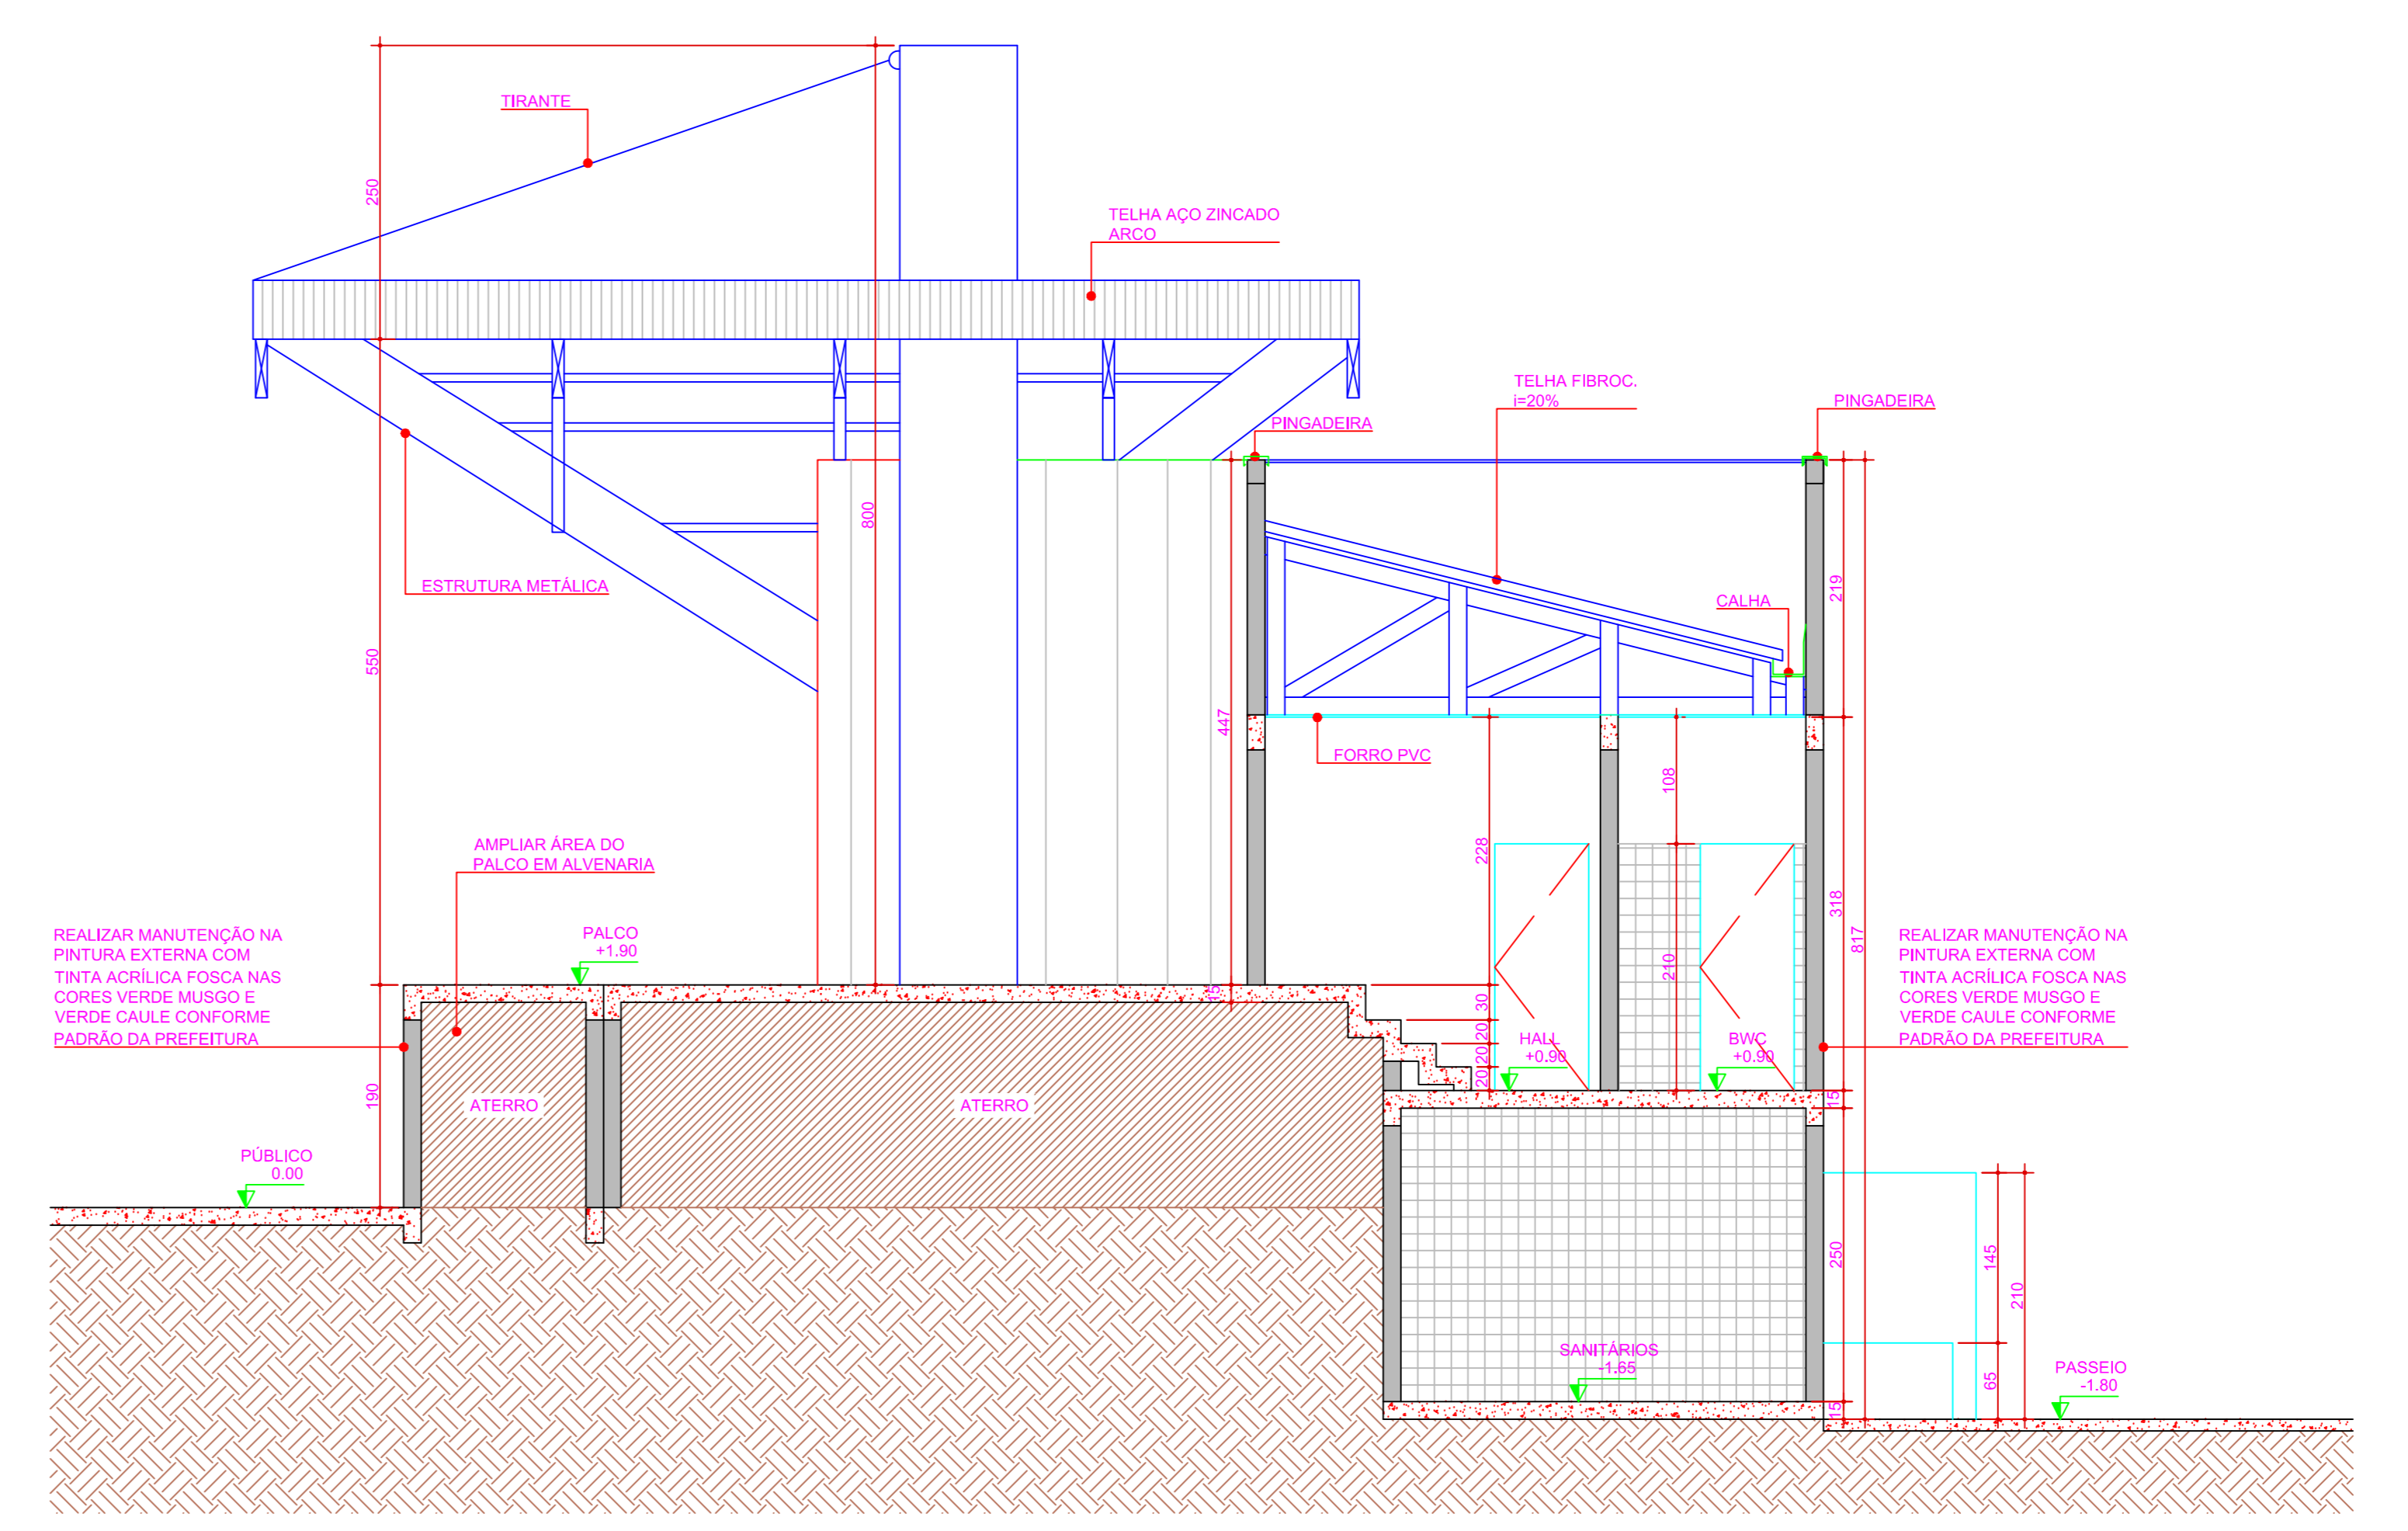 TIRANTE
250
TELHA AÇO ZINCADO
ARCO
TELHA FIBROC.
i=20%
PINGADEIRA
PINGADEIRA
800
ESTRUTURA METÁLICA
550
CALHA
219
447
FORRO PVC
108
228
318
817
210
AMPLIAR ÁREA DO
PALCO EM ALVENARIA
REALIZAR MANUTENÇÃO NA
PINTURA EXTERNA COM
TINTA ACRÍLICA FOSCA NAS
CORES VERDE MUSGO E
VERDE CAULE CONFORME
PADRÃO DA PREFEITURA
PALCO
+1.90
REALIZAR MANUTENÇÃO NA
PINTURA EXTERNA COM
TINTA ACRÍLICA FOSCA NAS
CORES VERDE MUSGO E
VERDE CAULE CONFORME
PADRÃO DA PREFEITURA
15
30
20
20
20
HALL
+0.90
BWC
+0.90
190
ATERRO
ATERRO
15
PÚBLICO
0.00
250
145
210
SANITÁRIOS
-1.65
65
15
PASSEIO
-1.80